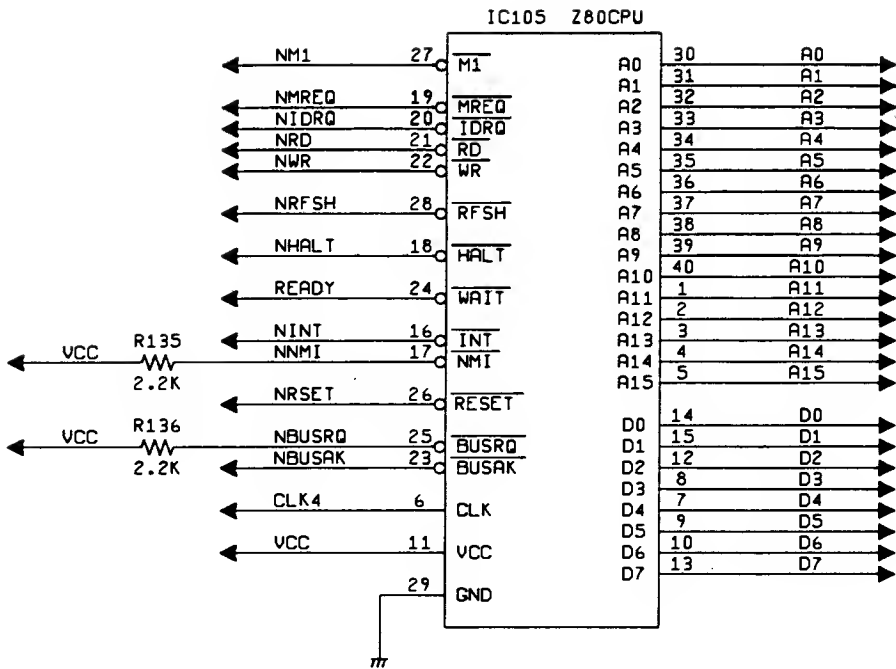 IC105 Z80CPU
NM1 27 M1
NMREQ 19 MREQ
NIDRQ 20 IDRQ
NRD 21 RD
NWR 22 WR
NRFSH 28 RFSH
NHALT 18 HALT
READY 24 WAIT
NINT 16 INT
VCC R135 2.2K NNMI 17 NMI
NRSET 26 RESET
VCC R136 2.2K NBUSRQ 25 BUSRQ
NBUSAK 23 BUSAK
CLK4 6 CLK
VCC 11 VCC
29 GND
A0 30 A0
A1 31 A1
A2 32 A2
A3 33 A3
A4 34 A4
A5 35 A5
A6 36 A6
A7 37 A7
A8 38 A8
A9 39 A9
A10 40 A10
A11 1 A11
A12 2 A12
A13 3 A13
A14 4 A14
A15 5 A15
D0 14 D0
D1 15 D1
D2 12 D2
D3 8 D3
D4 7 D4
D5 9 D5
D6 10 D6
D7 13 D7